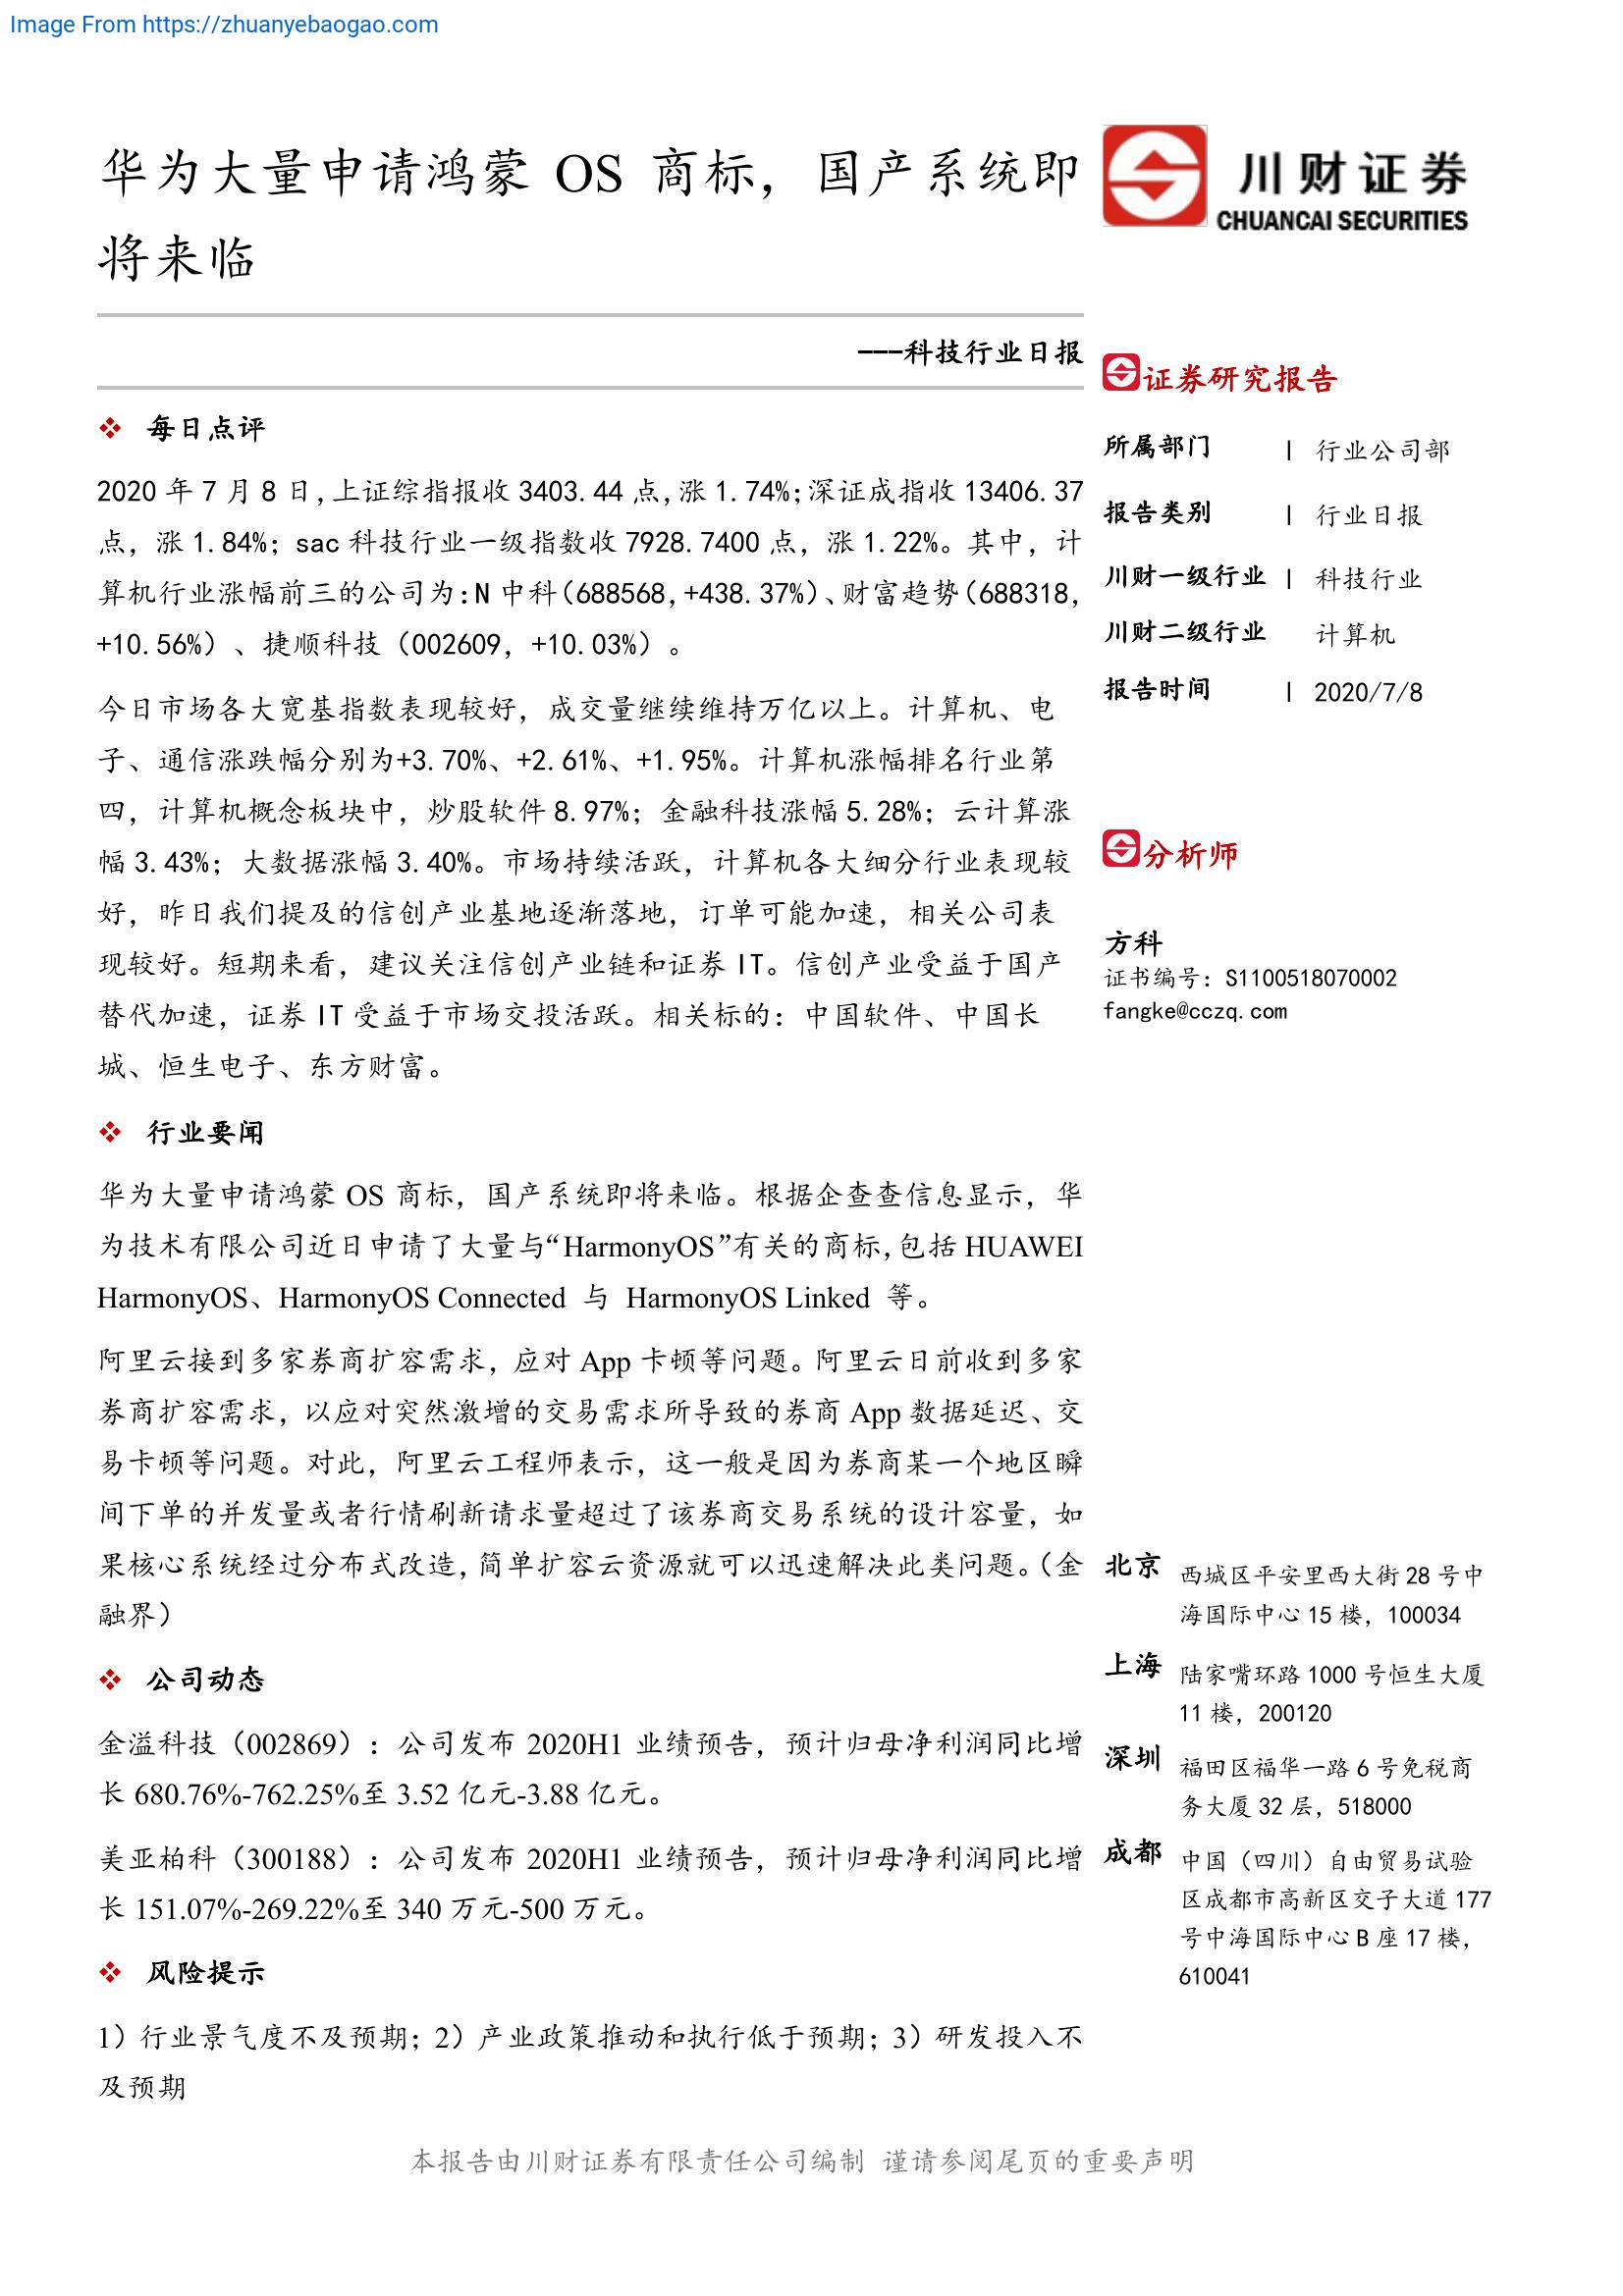 Image From https://zhuanyebaogao.com
华为大量申请鸿蒙 OS 商标，国产系统即
将来临
川财证券
CHUANCAI SECURITIES
---科技行业日报
❖ 每日点评
2020 年 7 月 8 日，上证综指报收 3403.44 点，涨 1.74%；深证成指收 13406.37
点，涨 1.84%；sac 科技行业一级指数收 7928.7400 点，涨 1.22%。其中，计
算机行业涨幅前三的公司为：N 中科（688568，+438.37%）、财富趋势（688318，
+10.56%）、捷顺科技（002609，+10.03%）。
今日市场各大宽基指数表现较好，成交量继续维持万亿以上。计算机、电
子、通信涨跌幅分别为+3.70%、+2.61%、+1.95%。计算机涨幅排名行业第
四，计算机概念板块中，炒股软件 8.97%；金融科技涨幅 5.28%；云计算涨
幅 3.43%；大数据涨幅 3.40%。市场持续活跃，计算机各大细分行业表现较
好，昨日我们提及的信创产业基地逐渐落地，订单可能加速，相关公司表
现较好。短期来看，建议关注信创产业链和证券 IT。信创产业受益于国产
替代加速，证券 IT 受益于市场交投活跃。相关标的：中国软件、中国长
城、恒生电子、东方财富。
❖ 行业要闻
华为大量申请鸿蒙 OS 商标，国产系统即将来临。根据企查查信息显示，华
为技术有限公司近日申请了大量与“HarmonyOS”有关的商标，包括 HUAWEI
HarmonyOS、HarmonyOS Connected 与 HarmonyOS Linked 等。
阿里云接到多家券商扩容需求，应对 App 卡顿等问题。阿里云日前收到多家
券商扩容需求，以应对突然激增的交易需求所导致的券商 App 数据延迟、交
易卡顿等问题。对此，阿里云工程师表示，这一般是因为券商某一个地区瞬
间下单的并发量或者行情刷新请求量超过了该券商交易系统的设计容量，如
果核心系统经过分布式改造，简单扩容云资源就可以迅速解决此类问题。（金
融界）
❖ 公司动态
金溢科技（002869）：公司发布 2020H1 业绩预告，预计归母净利润同比增
长 680.76%-762.25%至 3.52 亿元-3.88 亿元。
美亚柏科（300188）：公司发布 2020H1 业绩预告，预计归母净利润同比增
长 151.07%-269.22%至 340 万元-500 万元。
❖ 风险提示
1）行业景气度不及预期；2）产业政策推动和执行低于预期；3）研发投入不
及预期
证券研究报告
所属部门 | 行业公司部
报告类别 | 行业日报
川财一级行业 | 科技行业
川财二级行业 计算机
报告时间 | 2020/7/8
分析师
方科
证书编号：S1100518070002
fangke@cczq.com
北京 西城区平安里西大街 28 号中
海国际中心 15 楼，100034
上海 陆家嘴环路 1000 号恒生大厦
11 楼，200120
深圳 福田区福华一路 6 号免税商
务大厦 32 层，518000
成都 中国（四川）自由贸易试验
区成都市高新区交子大道 177
号中海国际中心 B 座 17 楼，
610041
本报告由川财证券有限责任公司编制 谨请参阅尾页的重要声明